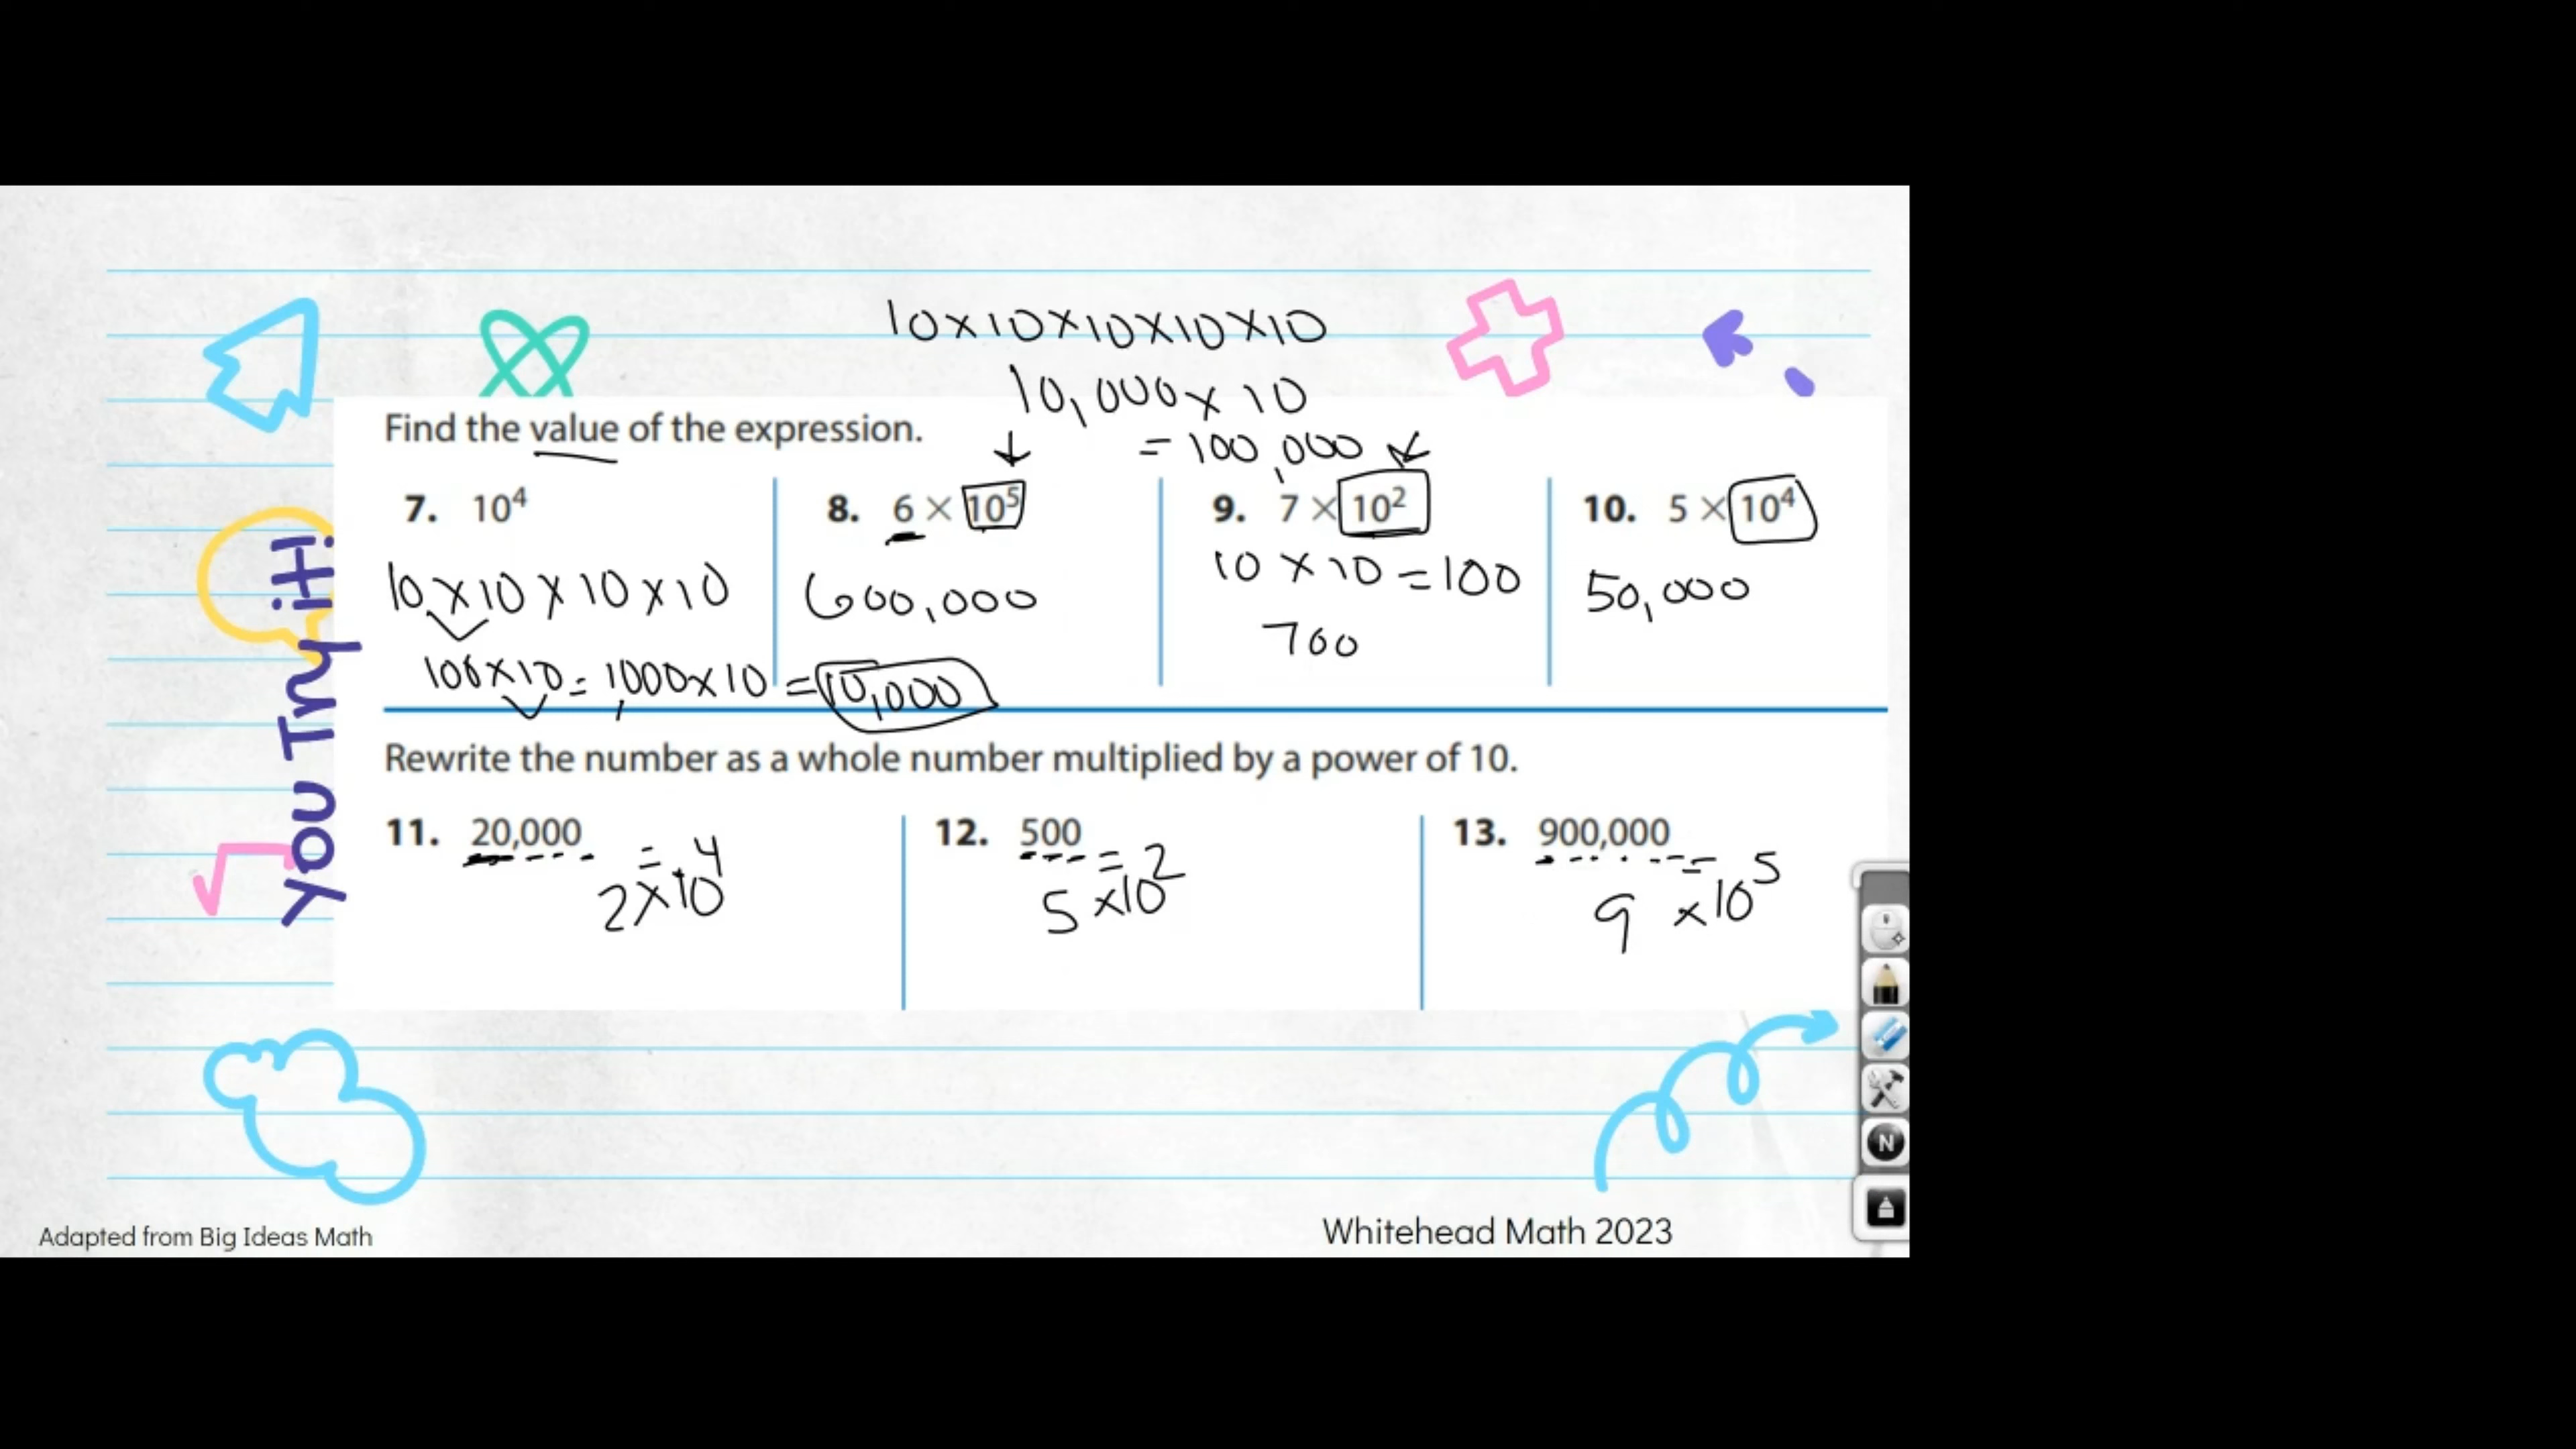 10×10×10×10×10
10,000×10
= 100,000
Find the value of the expression.
7. 10⁴
8. 6 × 10⁵
9. 7 × 10²
10. 5 × 10⁴
10×10×10×10
100×10=1,000×10=10,000
600,000
10×10=100
700
50,000
You Try it!
Rewrite the number as a whole number multiplied by a power of 10.
11. 20,000 =
2×10⁴
12. 500 =
5×10²
13. 900,000 =
9 ×10⁵
N
Adapted from Big Ideas Math
Whitehead Math 2023